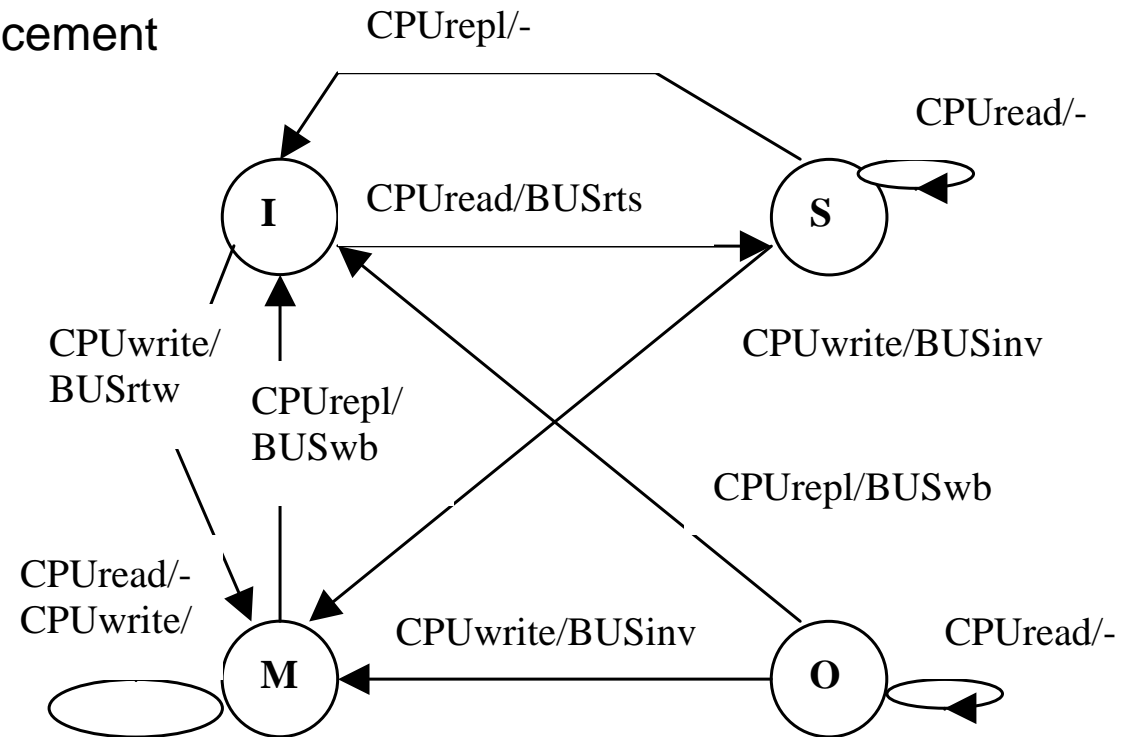 cement
CPUrepl/-
CPUread/-
I
CPUread/BUSrts
S
CPUwrite/
BUSrtw
CPUwrite/BUSinv
CPUrepl/
BUSwb
CPUrepl/BUSwb
CPUread/-
CPUwrite/
CPUwrite/BUSinv
CPUread/-
M
O